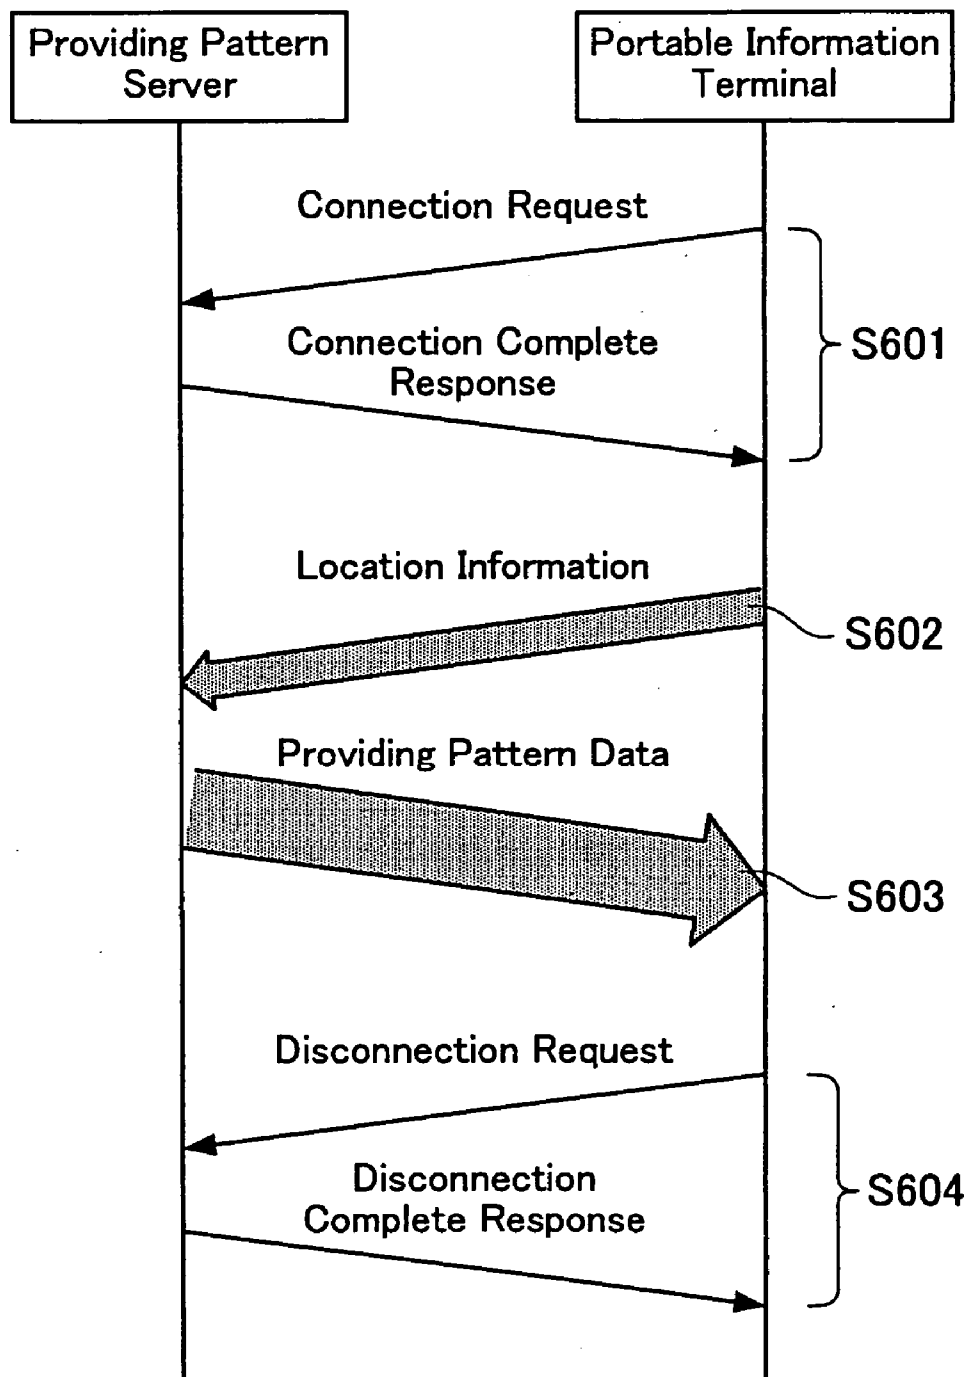 Providing Pattern
Server
Portable Information
Terminal
Connection Request
Connection Complete
Response
S601
Location Information
S602
Providing Pattern Data
S603
Disconnection Request
Disconnection
Complete Response
S604